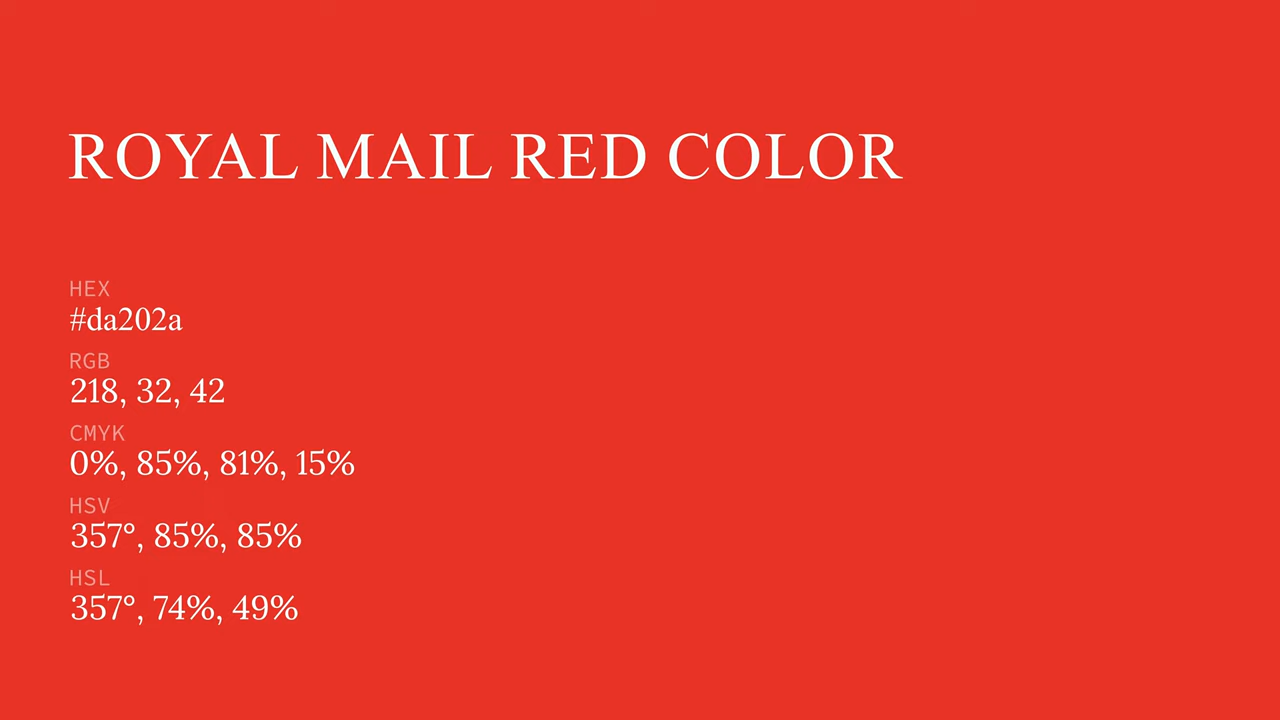 ROYAL MAIL RED COLOR
HEX
#da202a
RGB
218, 32, 42
CMYK
0%, 85%, 81%, 15%
HSV
357°, 85%, 85%
HSL
357°, 74%, 49%